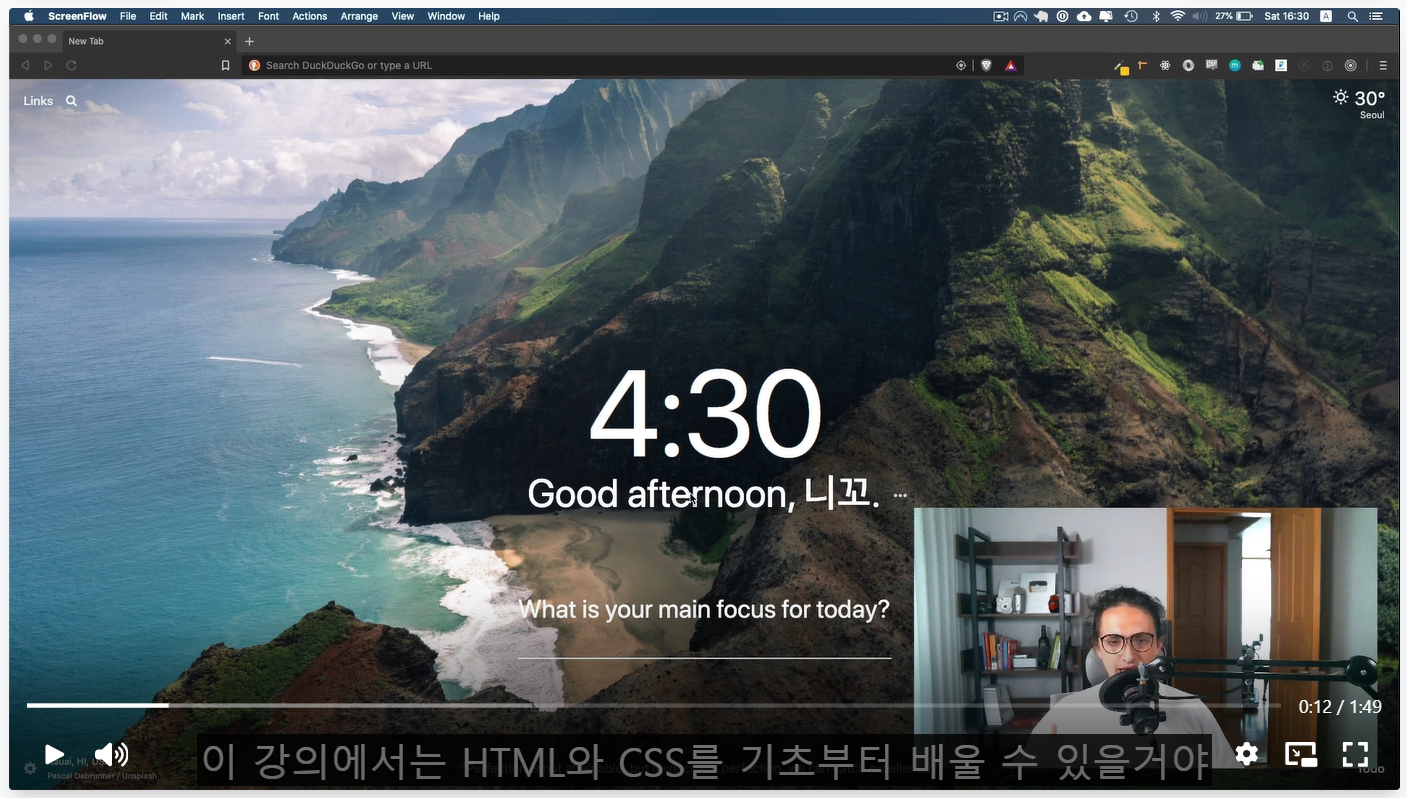 ScreenFlow File Edit Mark Insert Font Actions Arrange View Window Help 27% Sat 16:30 A
New Tab
Search DuckDuckGo or type a URL
Links
30°
Seoul
4:30
Good afternoon, 니꼬.
What is your main focus for today?
0:12 / 1:49
이 강의에서는 HTML와 CSS를 기초부터 배울 수 있을거야
Pascal Debrunner / Unsplash
Todo